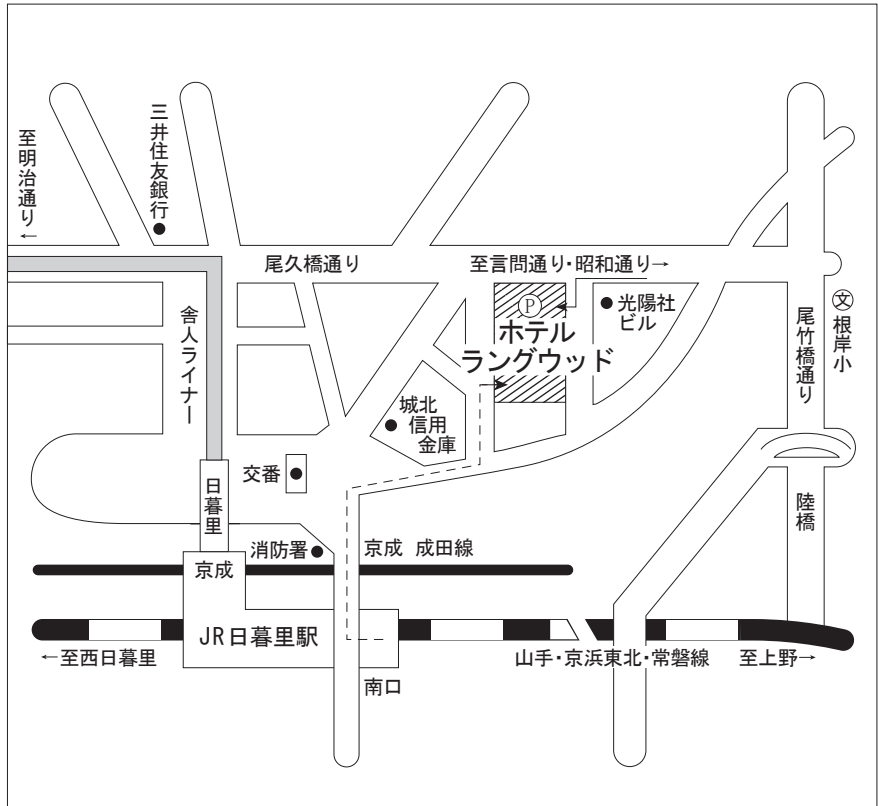 至明治通り
←
三井住友銀行
尾久橋通り
至言問通り・昭和通り→
舎人ライナー
P
ホテル
ラングウッド
光陽社
ビル
尾竹橋通り
文
根岸小
城北
信用
金庫
交番
日暮里
陸橋
消防署
京成 成田線
京成
JR日暮里駅
←至西日暮里
山手・京浜東北・常磐線
至上野→
南口